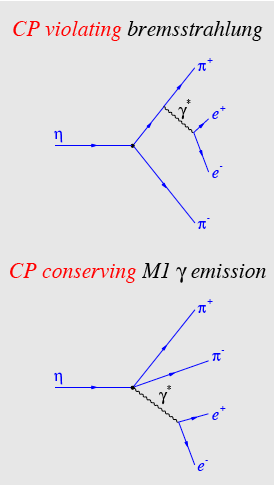 CP violating bremsstrahlung
π+
γ*
e+
η
e-
π-
CP conserving M1 γ emission
π+
π-
η
γ*
e+
e-